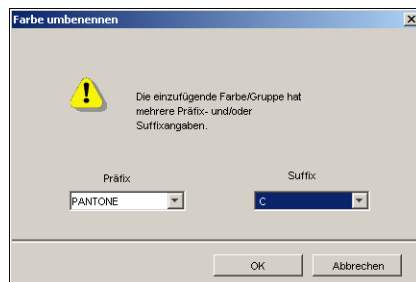 Farbe umbenennen
Die einzufügende Farbe/Gruppe hat
mehrere Präfix- und/oder
Suffixangaben.
Präfix Suffix
PANTONE C
OK Abbrechen